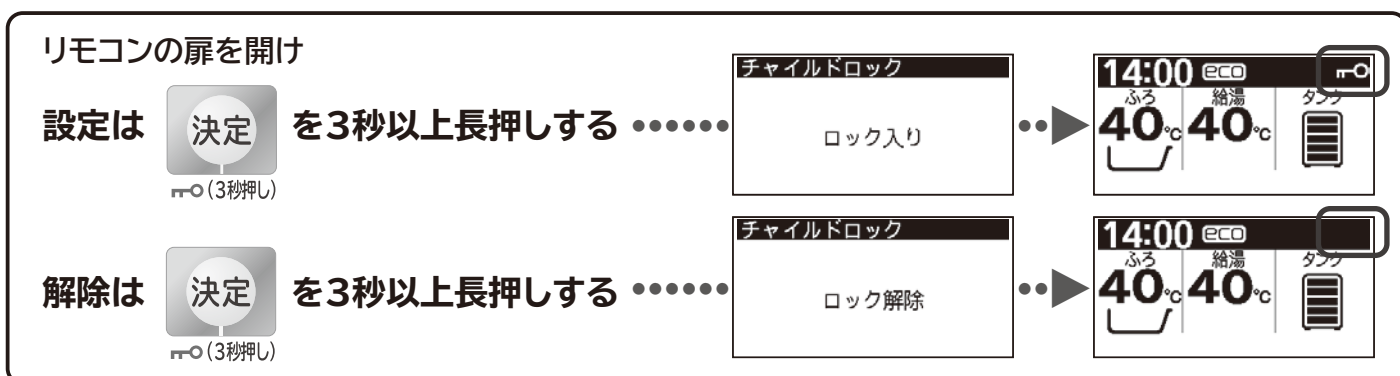 リモコンの扉を開け
設定は 決定 を3秒以上長押しする
(3秒押し)
チャイルドロック
ロック入り
14:00 eco
ふろ 給湯 タンク
40℃ 40℃
解除は 決定 を3秒以上長押しする
(3秒押し)
チャイルドロック
ロック解除
14:00 eco
ふろ 給湯 タンク
40℃ 40℃